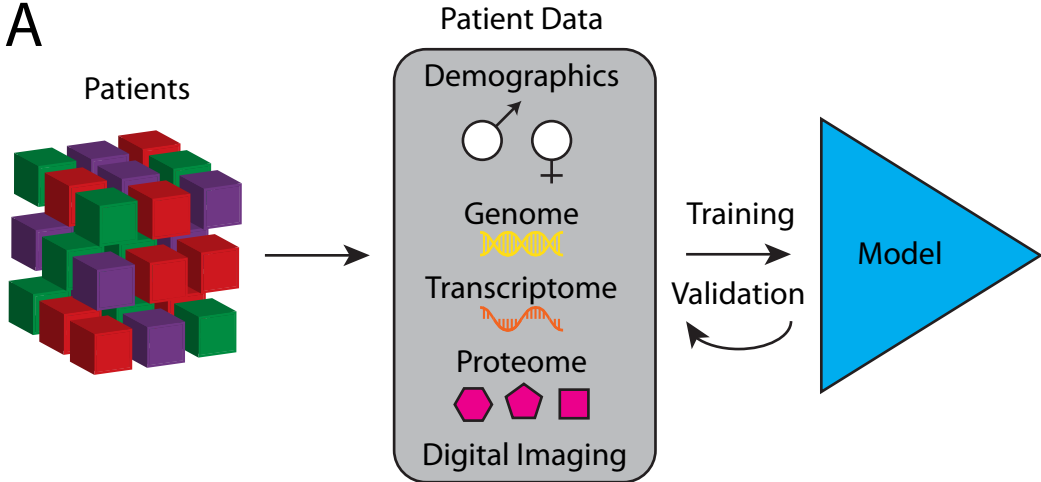 A
Patient Data
Patients
Demographics
Genome
Transcriptome
Proteome
Digital Imaging
Training
Validation
Model